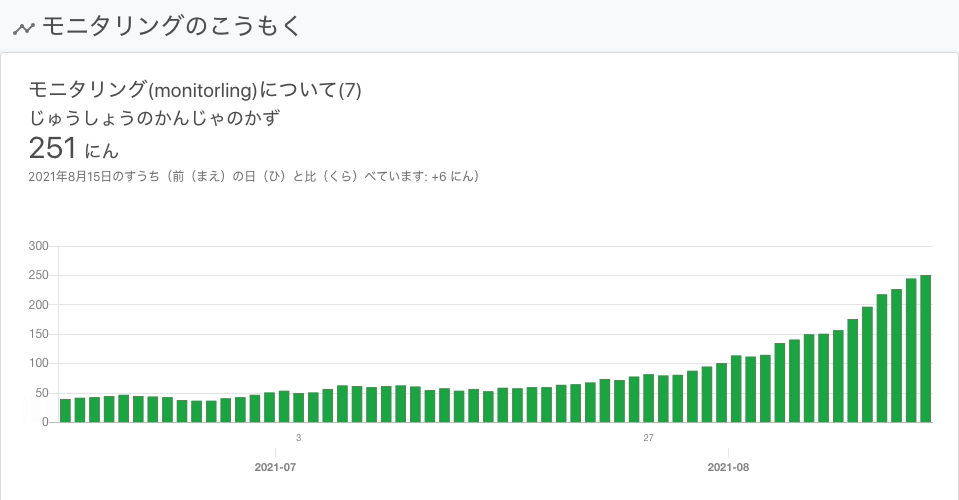 モニタリングのこうもく
モニタリング(monitorling)について(7)
じゅうしょうのかんじゃのかず
251 にん
2021年8月15日のすうち（前（まえ）の日（ひ）と比（くら）べています: +6 にん）
300
250
200
150
100
50
0
3 27
2021-07 2021-08